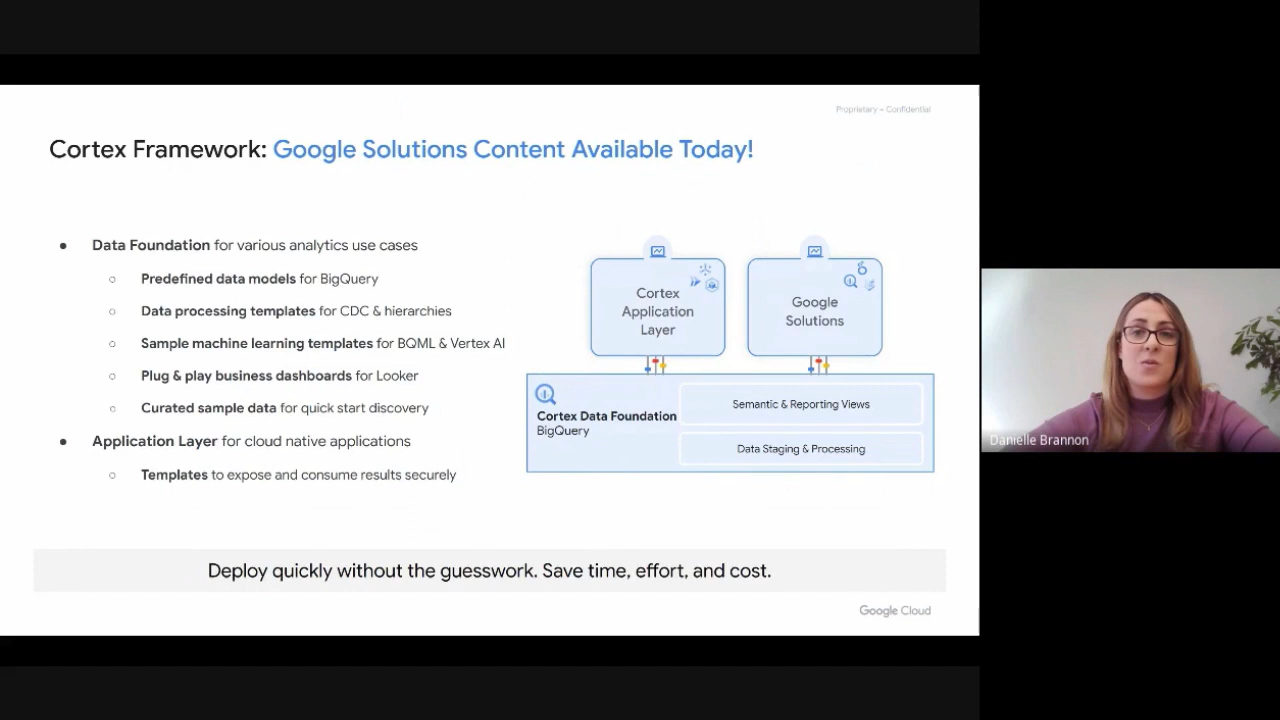 Proprietary + Confidential
Cortex Framework: Google Solutions Content Available Today!
● Data Foundation for various analytics use cases
○ Predefined data models for BigQuery
○ Data processing templates for CDC & hierarchies
○ Sample machine learning templates for BQML & Vertex AI
○ Plug & play business dashboards for Looker
○ Curated sample data for quick start discovery
● Application Layer for cloud native applications
○ Templates to expose and consume results securely
Cortex
Application
Layer
Google
Solutions
Cortex Data Foundation
BigQuery
Semantic & Reporting Views
Data Staging & Processing
Deploy quickly without the guesswork. Save time, effort, and cost.
Google Cloud
Danielle Brannon